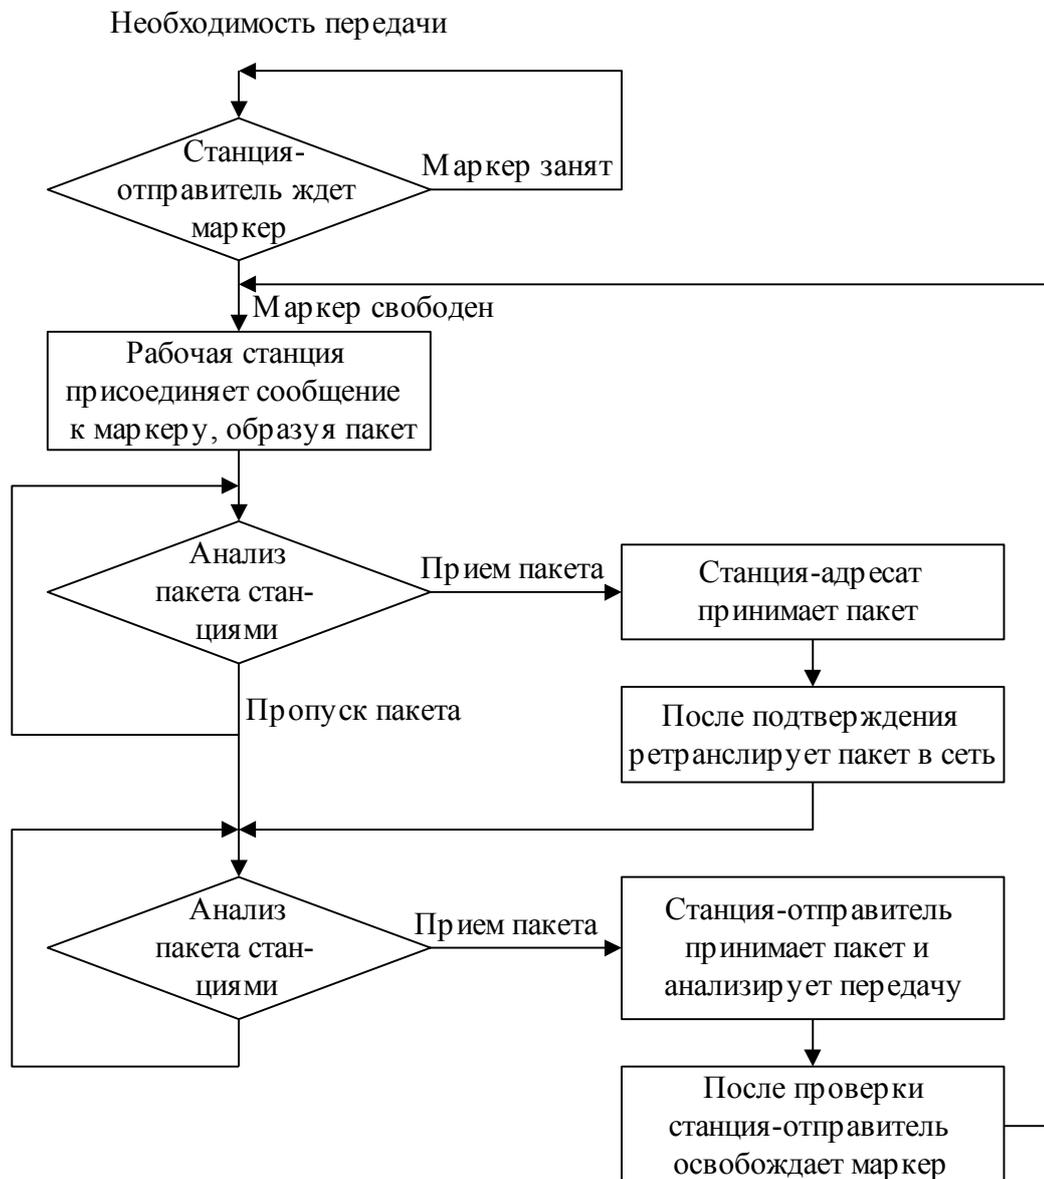 Необходимость передачи
Станция-
отправитель ждет
маркер
Маркер занят
Маркер свободен
Рабочая станция
присоединяет сообщение
к маркеру, образуя пакет
Анализ
пакета стан-
циями
Прием пакета
Станция-адресат
принимает пакет
Пропуск пакета
После подтверждения
ретранслирует пакет в сеть
Анализ
пакета стан-
циями
Прием пакета
Станция-отправитель
принимает пакет и
анализирует передачу
После проверки
станция-отправитель
освобождает маркер